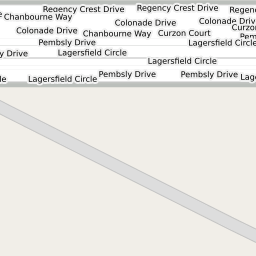 Regency Crest Drive Regency Crest Drive
Chanbourne Way
Colonade Drive
Colonade Drive Chanbourne Way Curzon Court
Pembsly Drive Lagersfield Circle
Drive Lagersfield Circle
Lagersfield Circle
Lagersfield Circle Pembsly Drive Pembsly Drive